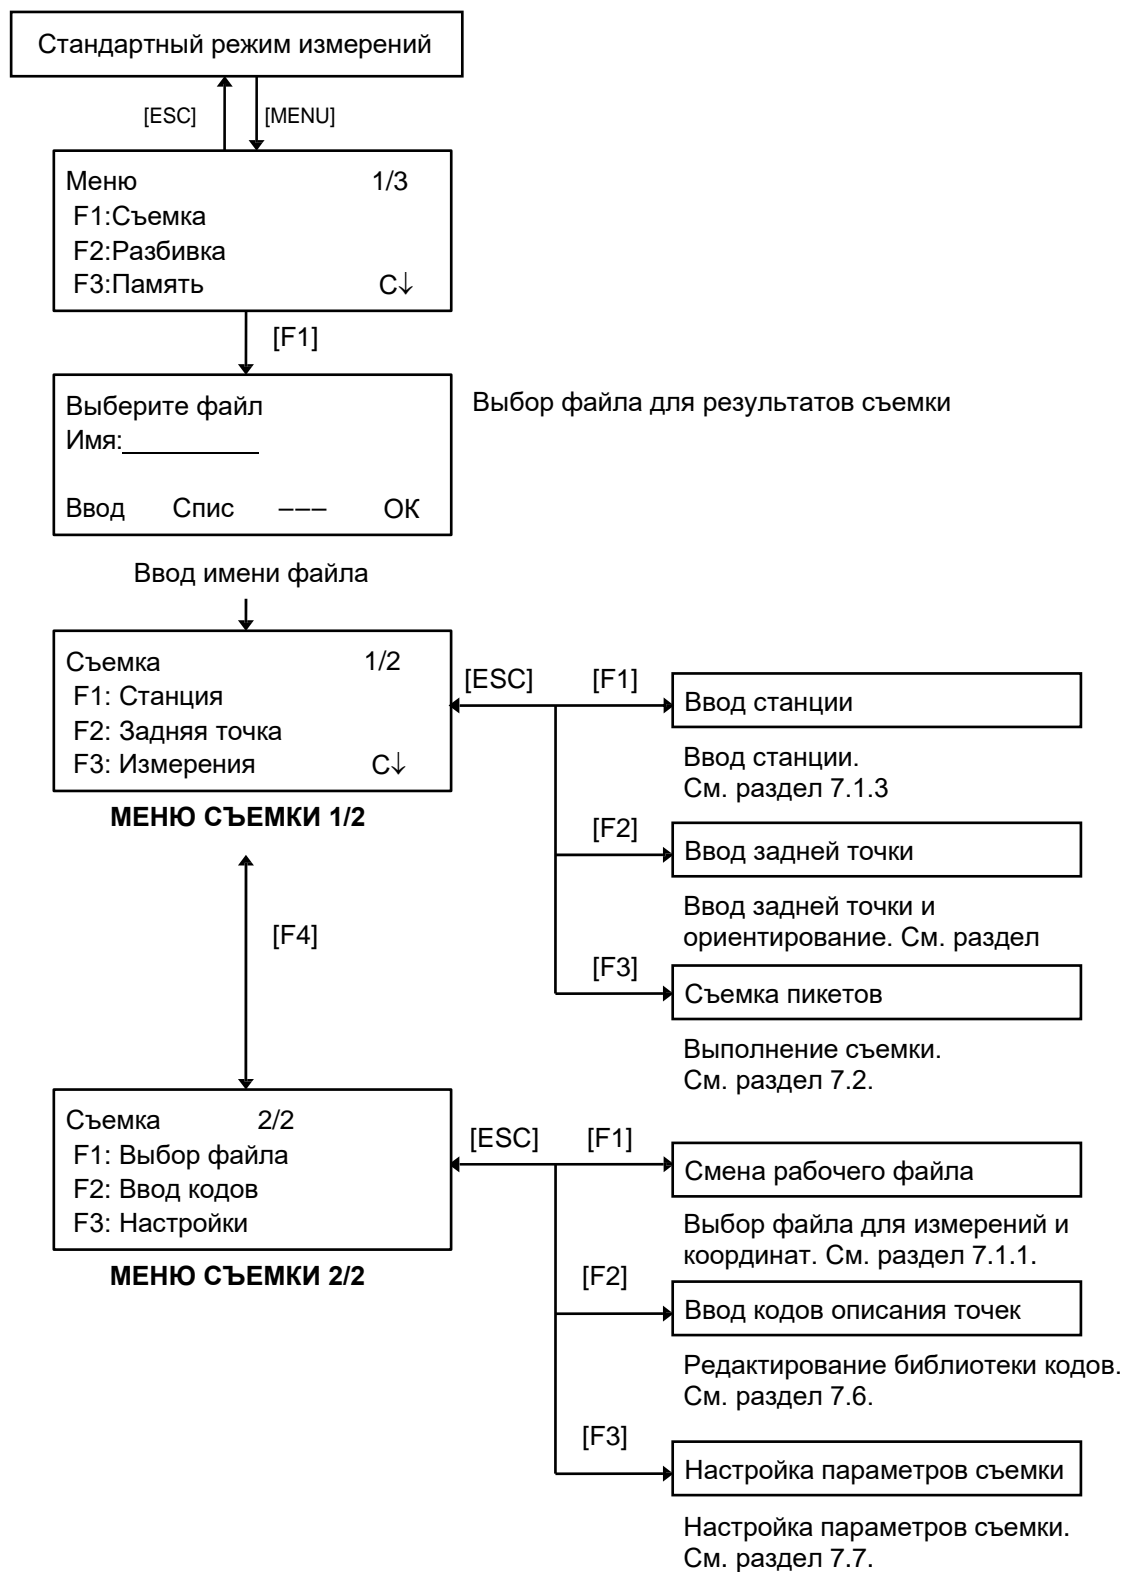 Стандартный режим измерений
[ESC] [MENU]
Меню 1/3
F1:Съемка
F2:Разбивка
F3:Память С↓
[F1]
Выберите файл
Имя:__________
Ввод Спис ––– ОК
Выбор файла для результатов съемки
Ввод имени файла
Съемка 1/2
F1: Станция
F2: Задняя точка
F3: Измерения С↓
МЕНЮ СЪЕМКИ 1/2
[ESC] [F1]
Ввод станции
Ввод станции.
См. раздел 7.1.3
[F2]
Ввод задней точки
Ввод задней точки и
ориентирование. См. раздел
[F3]
Съемка пикетов
Выполнение съемки.
См. раздел 7.2.
[F4]
Съемка 2/2
F1: Выбор файла
F2: Ввод кодов
F3: Настройки
МЕНЮ СЪЕМКИ 2/2
[ESC] [F1]
Смена рабочего файла
Выбор файла для измерений и
координат. См. раздел 7.1.1.
[F2]
Ввод кодов описания точек
Редактирование библиотеки кодов.
См. раздел 7.6.
[F3]
Настройка параметров съемки
Настройка параметров съемки.
См. раздел 7.7.